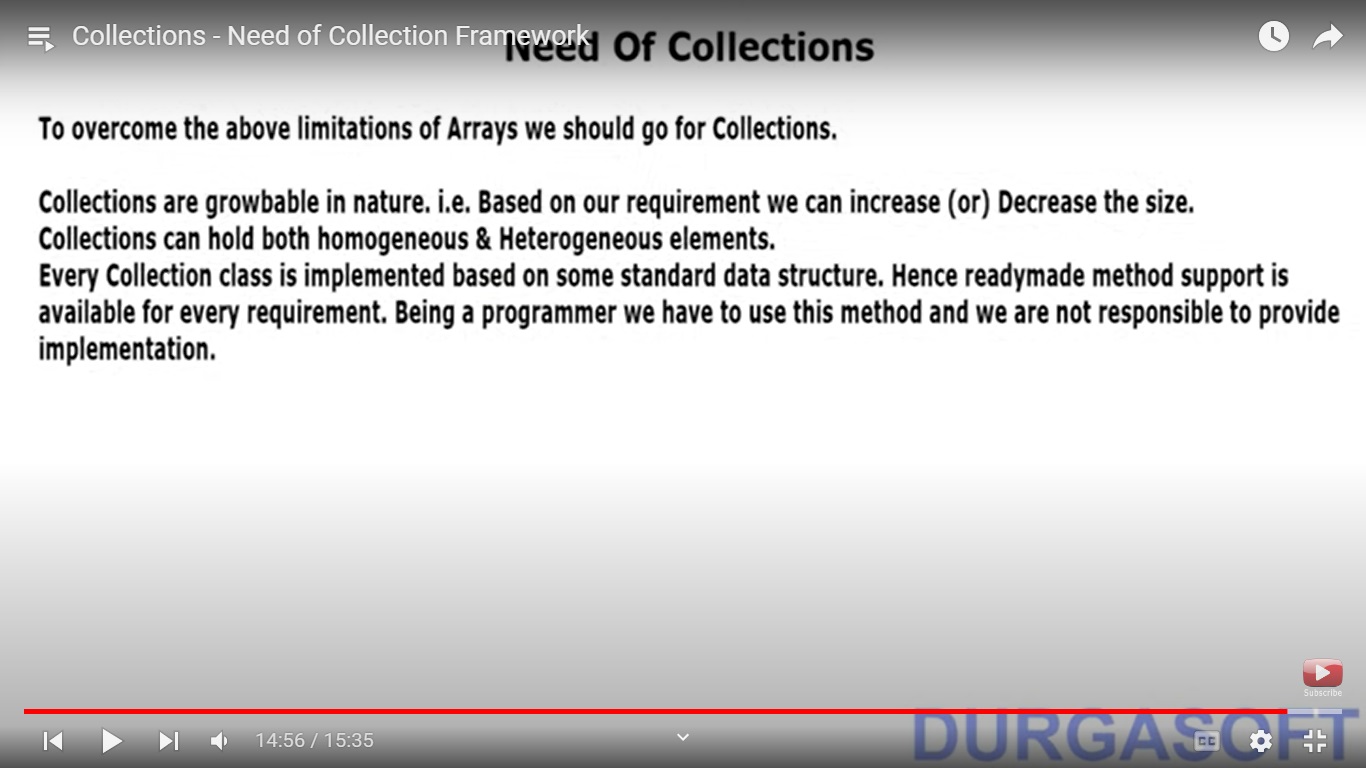 Collections - Need of Collection Framework
Need Of Collections
To overcome the above limitations of Arrays we should go for Collections.
Collections are growbable in nature. i.e. Based on our requirement we can increase (or) Decrease the size.
Collections can hold both homogeneous & Heterogeneous elements.
Every Collection class is implemented based on some standard data structure. Hence readymade method support is
available for every requirement. Being a programmer we have to use this method and we are not responsible to provide
implementation.
Subscribe
DURGASOFT
14:56 / 15:35
CC